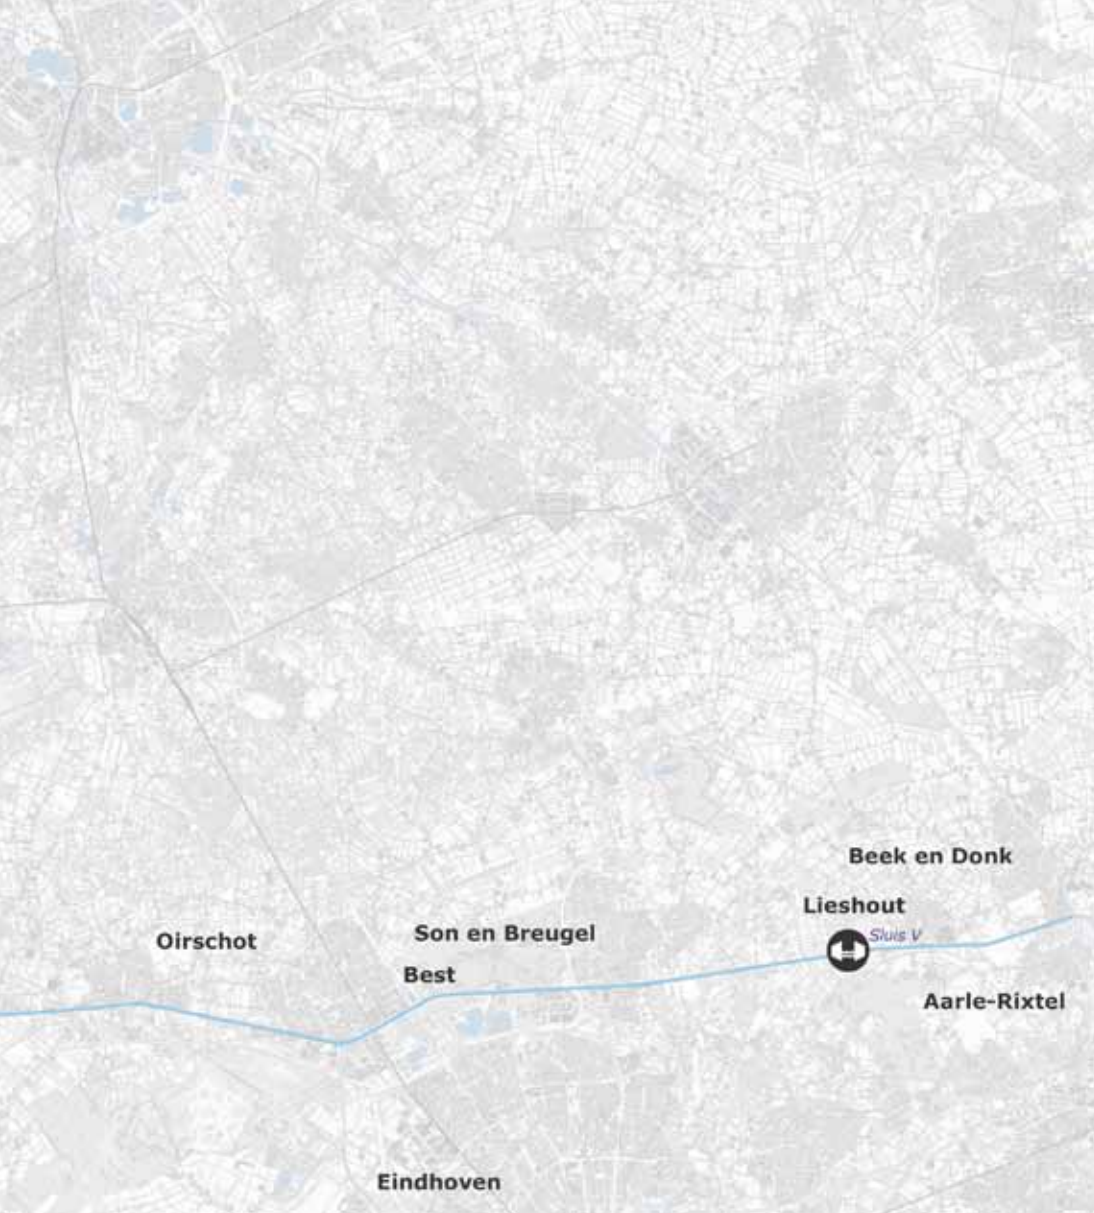 Beek en Donk
Lieshout
Sluis V
Son en Breugel
Oirschot
Best
Aarle-Rixtel
Eindhoven